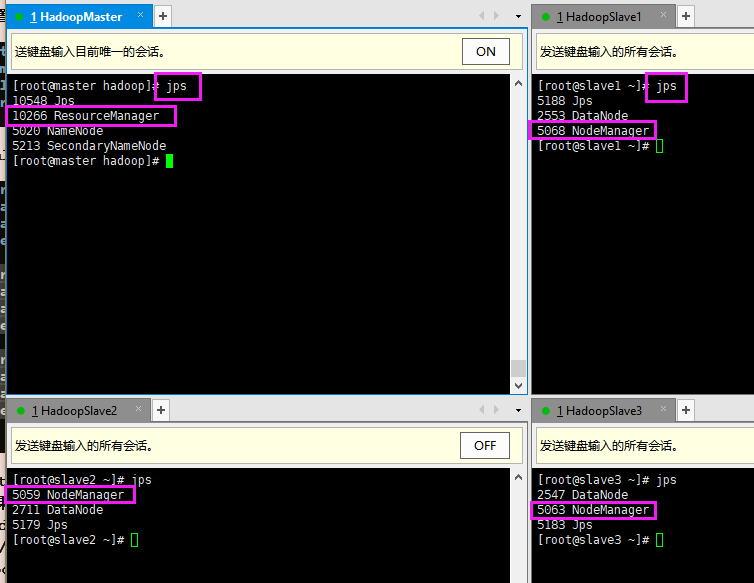 1 HadoopMaster × +
送键盘输入目前唯一的会话。 ON
[root@master hadoop]# jps
10548 Jps
10266 ResourceManager
5020 NameNode
5213 SecondaryNameNode
[root@master hadoop]#
1 HadoopSlave1 × +
发送键盘输入的所有会话。
[root@slave1 ~]# jps
5188 Jps
2553 DataNode
5068 NodeManager
[root@slave1 ~]#
1 HadoopSlave2 × +
发送键盘输入的所有会话。 OFF
[root@slave2 ~]# jps
5059 NodeManager
2711 DataNode
5179 Jps
[root@slave2 ~]#
1 HadoopSlave3 × +
发送键盘输入的所有会话。
[root@slave3 ~]# jps
2547 DataNode
5063 NodeManager
5183 Jps
[root@slave3 ~]#